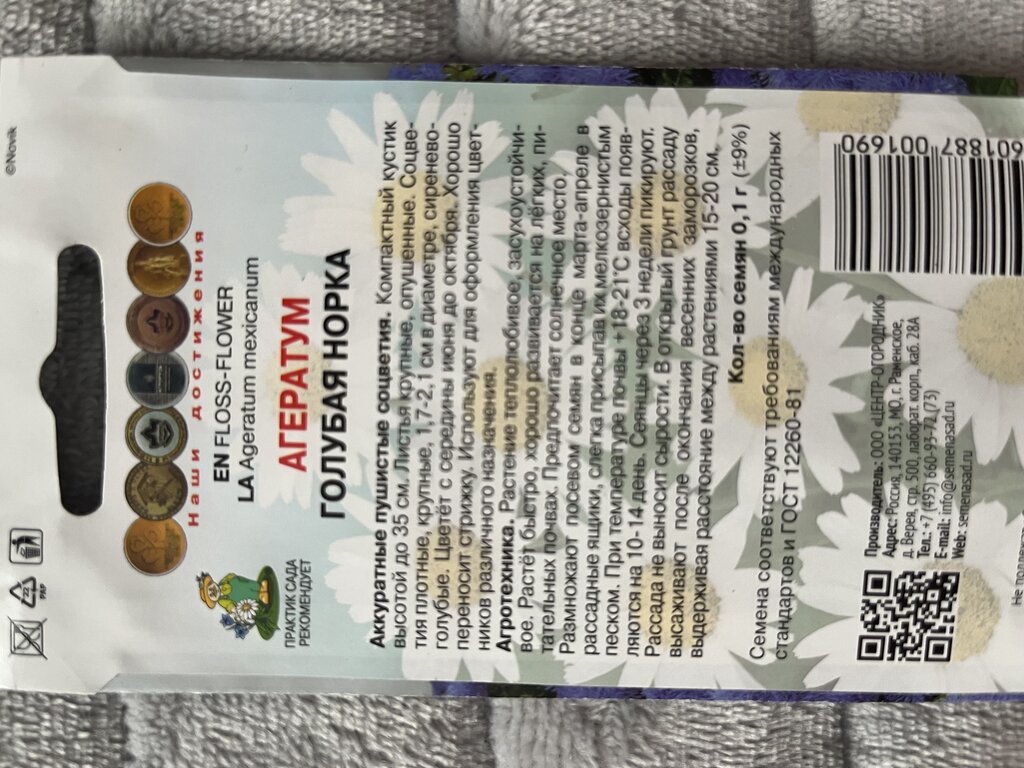 ©Novik
PAP
Наши достижения
EN FLOSS-FLOWER
LA Ageratum mexicanum
ПРАКТИК САДА
РЕКОМЕНДУЕТ
АГЕРАТУМ
ГОЛУБАЯ НОРКА
Аккуратные пушистые соцветия. Компактный кустик
высотой до 35 см. Листья крупные, опушенные. Соцве-
тия плотные, крупные, 1,7-2,1 см в диаметре, сиренево-
голубые. Цветёт с середины июня до октября. Хорошо
переносит стрижку. Используют для оформления цвет-
ников различного назначения.
Агротехника. Растение теплолюбивое, засухоустойчи-
вое. Растёт быстро, хорошо развивается на лёгких, пи-
тательных почвах. Предпочитает солнечное место.
Размножают посевом семян в конце марта-апреле в
рассадные ящики, слегка присыпав их мелкозернистым
песком. При температуре почвы +18-21°С всходы появ-
ляются на 10-14 день. Сеянцы через 3 недели пикируют.
Рассада не выносит сырости. В открытый грунт рассаду
высаживают после окончания весенних заморозков,
выдерживая расстояние между растениями 15-20 см.
Кол-во семян 0,1 г (±9%)
Семена соответствуют требованиям международных
стандартов и ГОСТ 12260-81
Производитель: ООО «ЦЕНТР-ОГОРОДНИК»
Адрес: Россия, 140153, МО, г. Раменское,
д. Верея, стр. 500, лаборат. корп., каб. 28А
Тел.: +7 (495) 660-93-71,(73)
E-mail: info@semenasad.ru
Web: semenasad.ru
601887 001690
Не